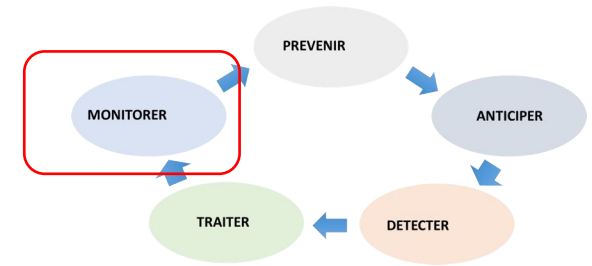 PREVENIR
MONITORER
ANTICIPER
TRAITER
DETECTER